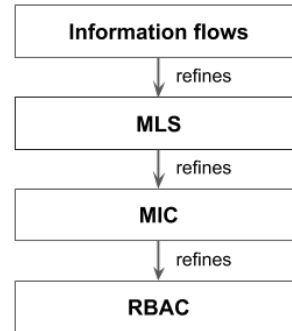 Information flows
refines
MLS
refines
MIC
refines
RBAC